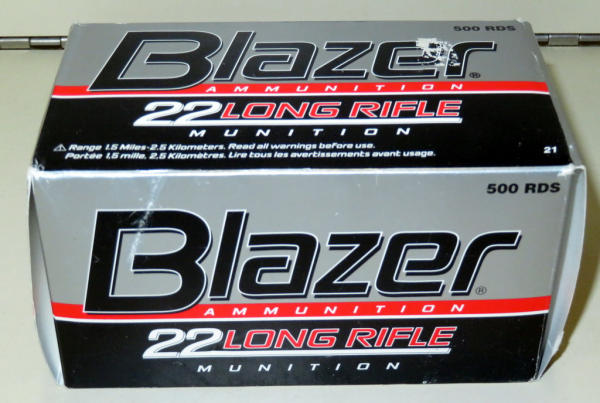 500 RDS
Blazer®
AMMUNITION
22 LONG RIFLE
MUNITION
⚠ Range 1.5 Miles-2.5 Kilometers. Read all warnings before use.
Portée 1,5 mille, 2,5 Kilomètres. Lire tous les avertissements avant usage.
21
500 RDS
Blazer®
AMMUNITION
22 LONG RIFLE
MUNITION